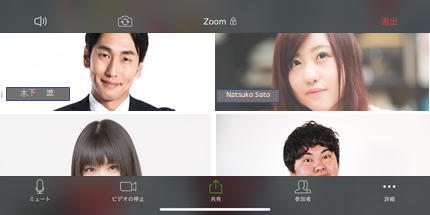 Zoom
退出
木下 進
Natsuko Sato
ミュート
ビデオの停止
共有
参加者
詳細